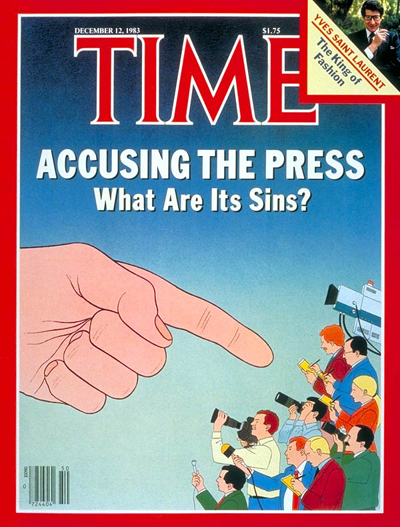 DECEMBER 12, 1983
$1.75
TIME
YVES SAINT LAURENT
The King of
Fashion
ACCUSING THE PRESS
What Are Its Sins?